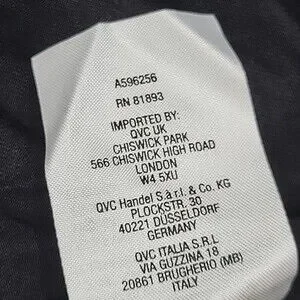 A596256
RN 81893
IMPORTED BY:
QVC UK
CHISWICK PARK
566 CHISWICK HIGH ROAD
LONDON
W4 5XU
QVC Handel S.à r.l. & Co. KG
PLOCKSTR. 30
40221 DÜSSELDORF
GERMANY
QVC ITALIA S.R.L
VIA GUZZINA 18
20861 BRUGHERIO (MB)
ITALY